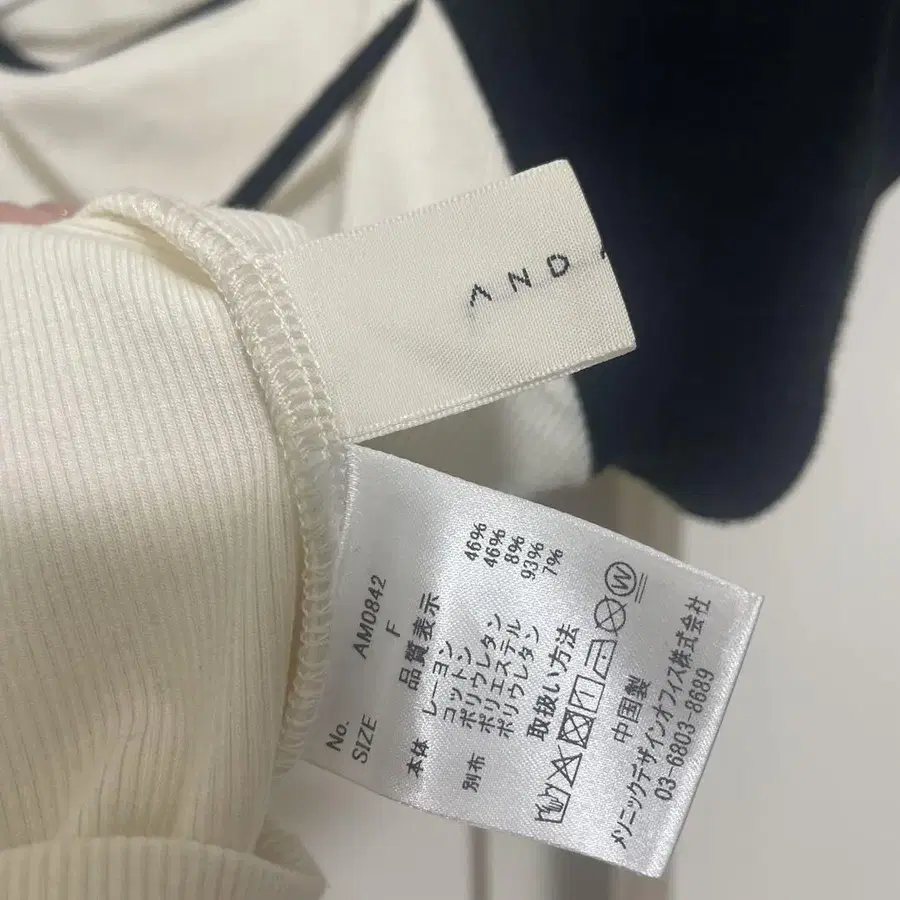 AND
No. AM0842
SIZE F
品質表示
本体 レーヨン 46%
コットン 46%
ポリウレタン 8%
別布 ポリエステル 93%
ポリウレタン 7%
取扱い方法
W
中国製
メソニックデザインオフィス株式会社
03-6803-8689